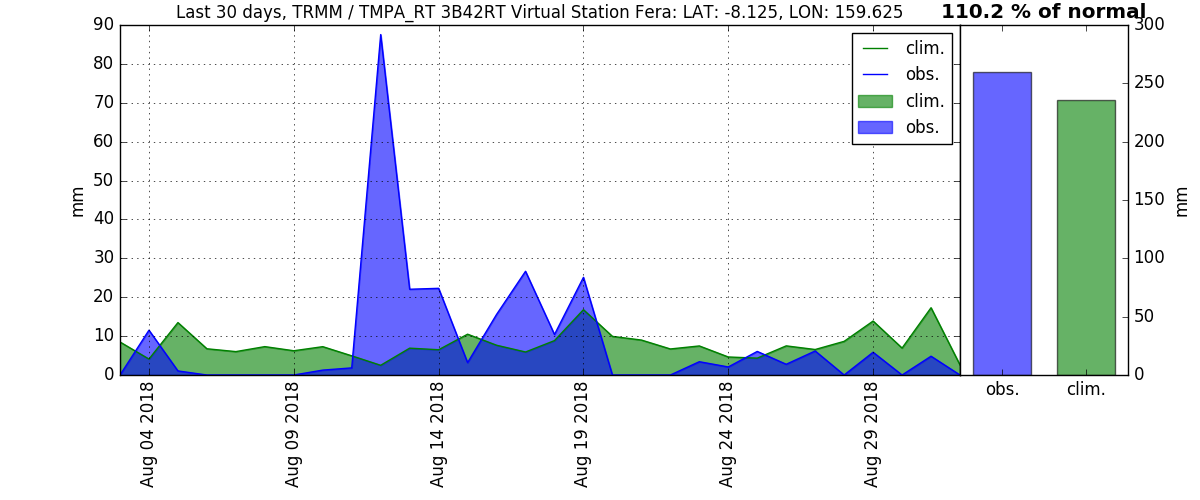 Last 30 days, TRMM / TMPA_RT 3B42RT Virtual Station Fera: LAT: -8.125, LON: 159.625
110.2 % of normal
90
80
70
60
50
40
30
20
10
0
mm
clim.
obs.
clim.
obs.
300
250
200
150
100
50
0
mm
obs.
clim.
Aug 04 2018
Aug 09 2018
Aug 14 2018
Aug 19 2018
Aug 24 2018
Aug 29 2018